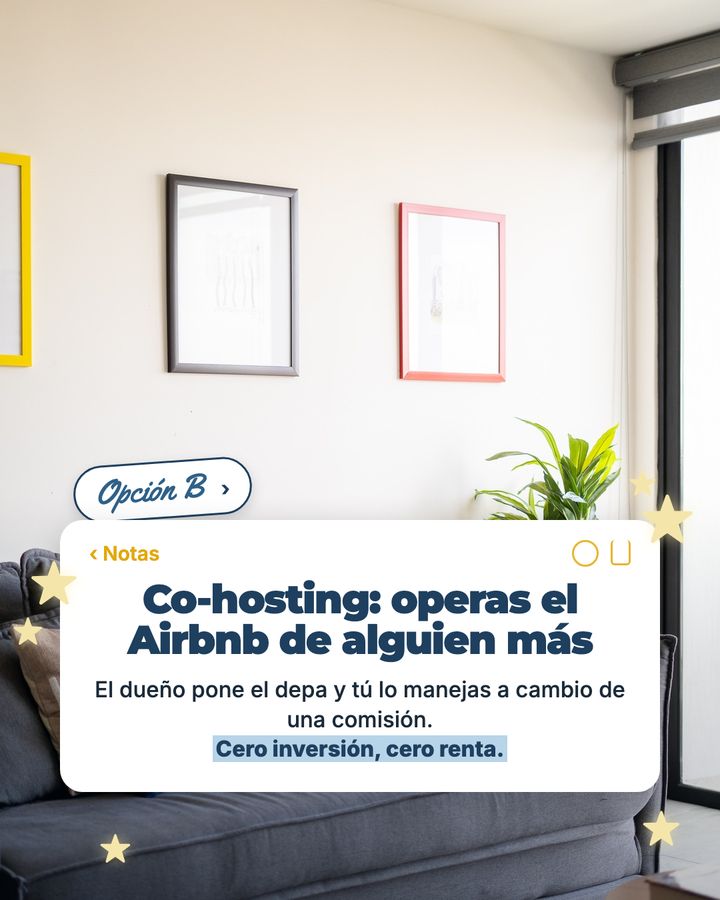 Opción B ›
‹ Notas
Co-hosting: operas el
Airbnb de alguien más
El dueño pone el depa y tú lo manejas a cambio de
una comisión.
Cero inversión, cero renta.